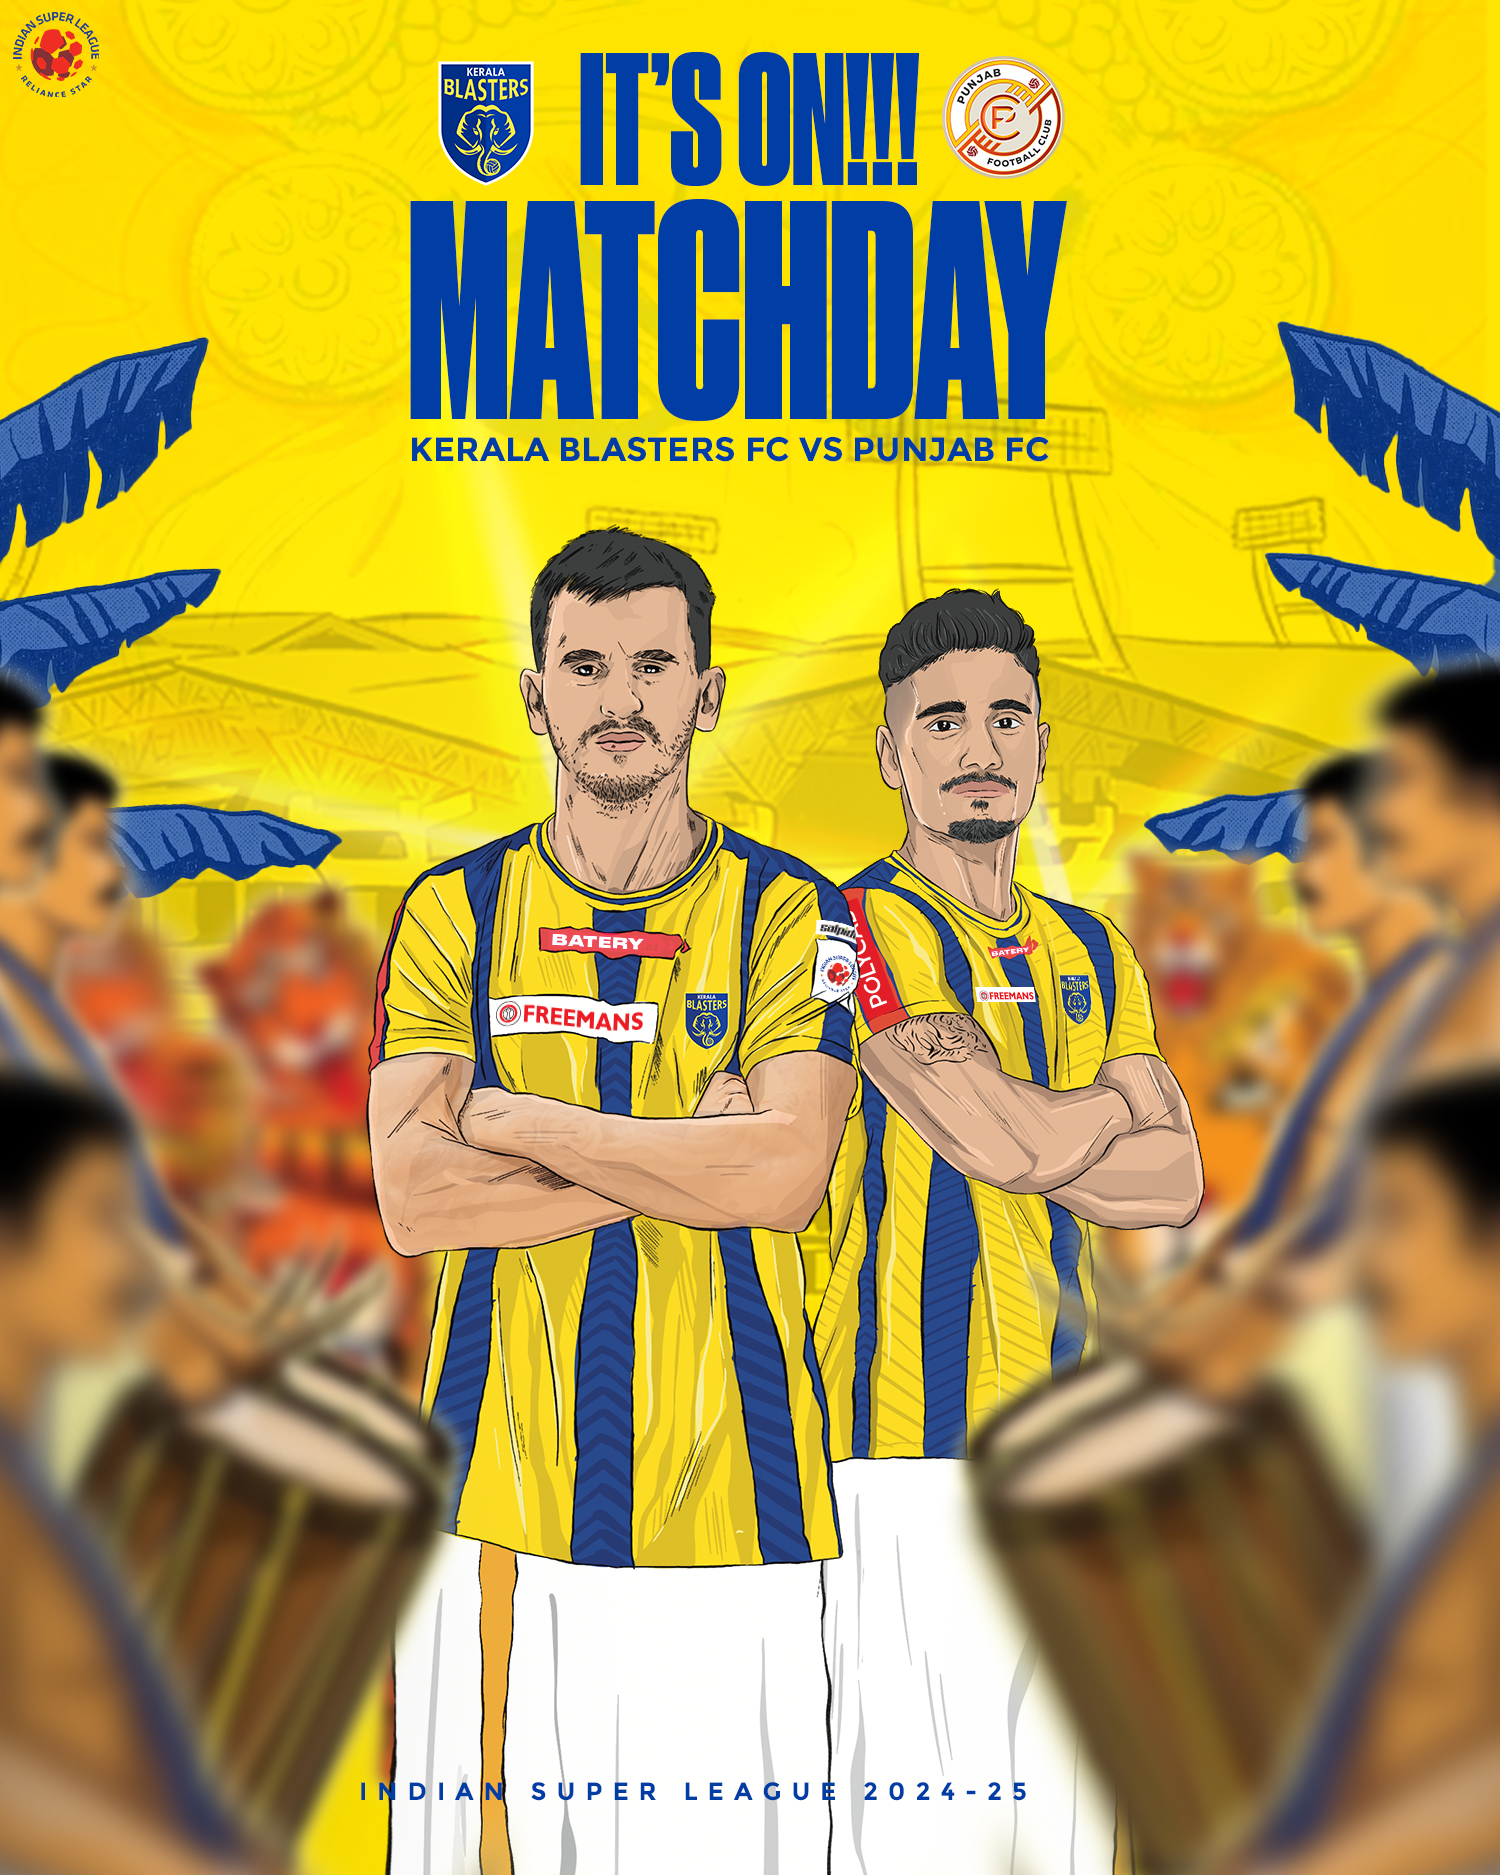 INDIAN SUPER LEAGUE
RELIANCE STAR
KERALA
BLASTERS
IT'S ON!!!
PUNJAB
FOOTBALL CLUB
MATCHDAY
KERALA BLASTERS FC VS PUNJAB FC
BATERY
FREEMANS
KERALA
BLASTERS
POLYCAB
BATERY
FREEMANS
BLASTERS
INDIAN SUPER LEAGUE 2024-25